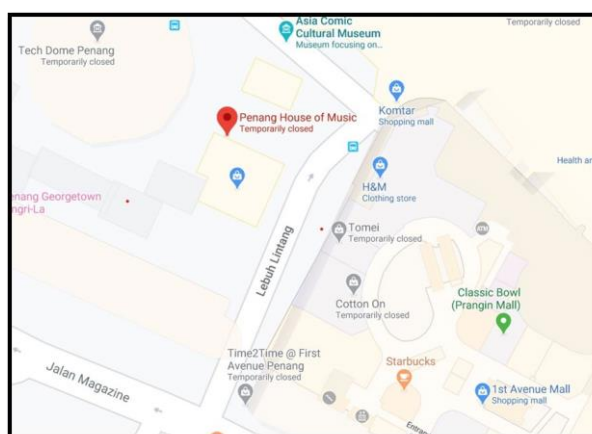 Asia Comic
Cultural Museum
Museum focusing on...
Temporarily closed
Tech Dome Penang
Temporarily closed
Penang House of Music
Temporarily closed
Komtar
Shopping mall
Health
H&M
Clothing store
enang Georgetown
ngri-La
Tomei
Temporarily closed
Lebuh Lintang
ATM
Cotton On
Temporarily closed
Classic Bowl
(Prangin Mall)
Time2Time @ First
Avenue Penang
Temporarily closed
Starbucks
Jalan Magazine
1st Avenue Mall
Shopping mall